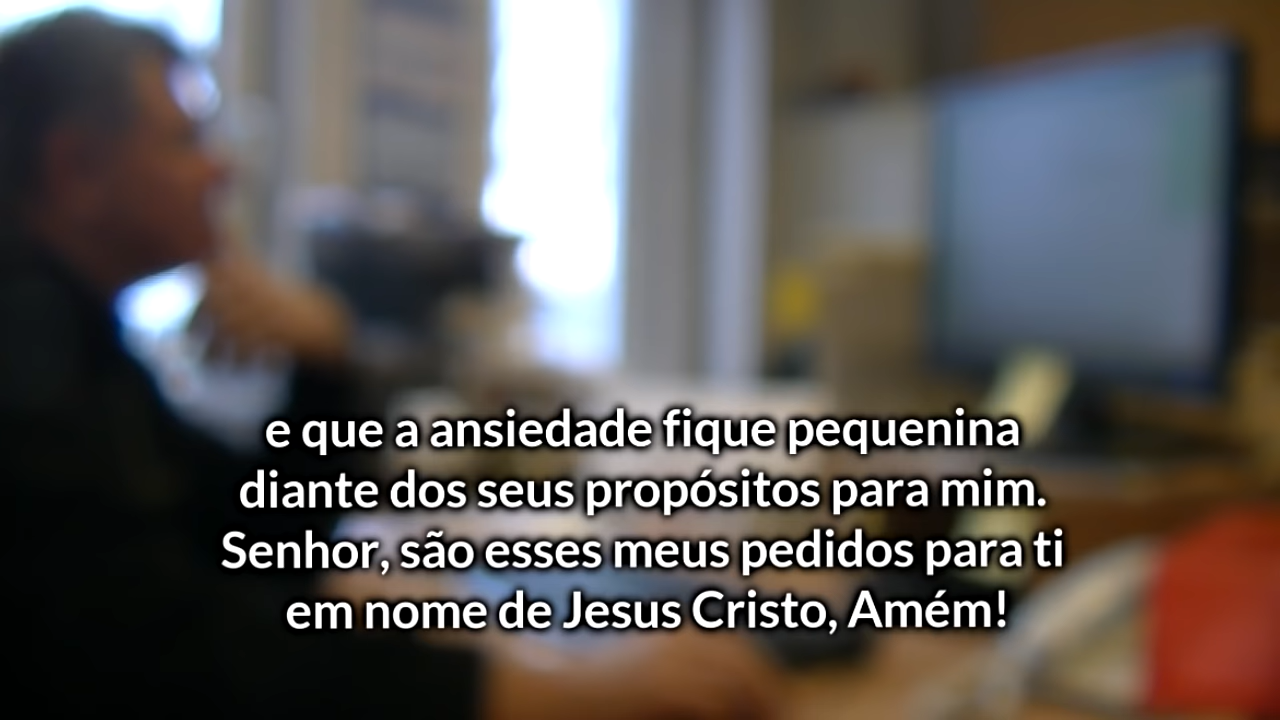 e que a ansiedade fique pequenina
diante dos seus propósitos para mim.
Senhor, são esses meus pedidos para ti
em nome de Jesus Cristo, Amém!